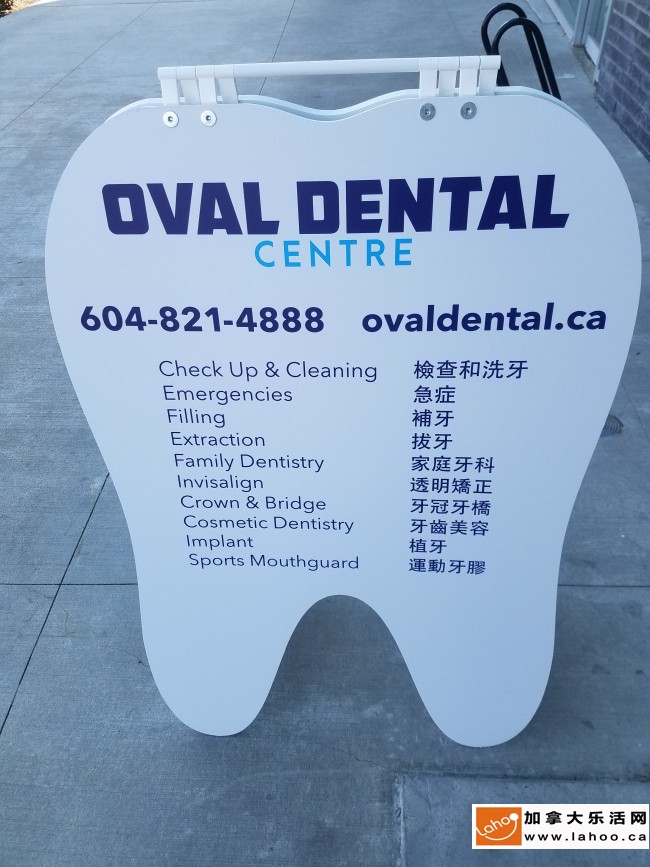 OVAL DENTAL
CENTRE
604-821-4888 ovaldental.ca
Check Up & Cleaning 檢查和洗牙
Emergencies 急症
Filling 補牙
Extraction 拔牙
Family Dentistry 家庭牙科
Invisalign 透明矯正
Crown & Bridge 牙冠牙橋
Cosmetic Dentistry 牙齒美容
Implant 植牙
Sports Mouthguard 運動牙膠
Lahoo 加拿大乐活网
www.lahoo.ca